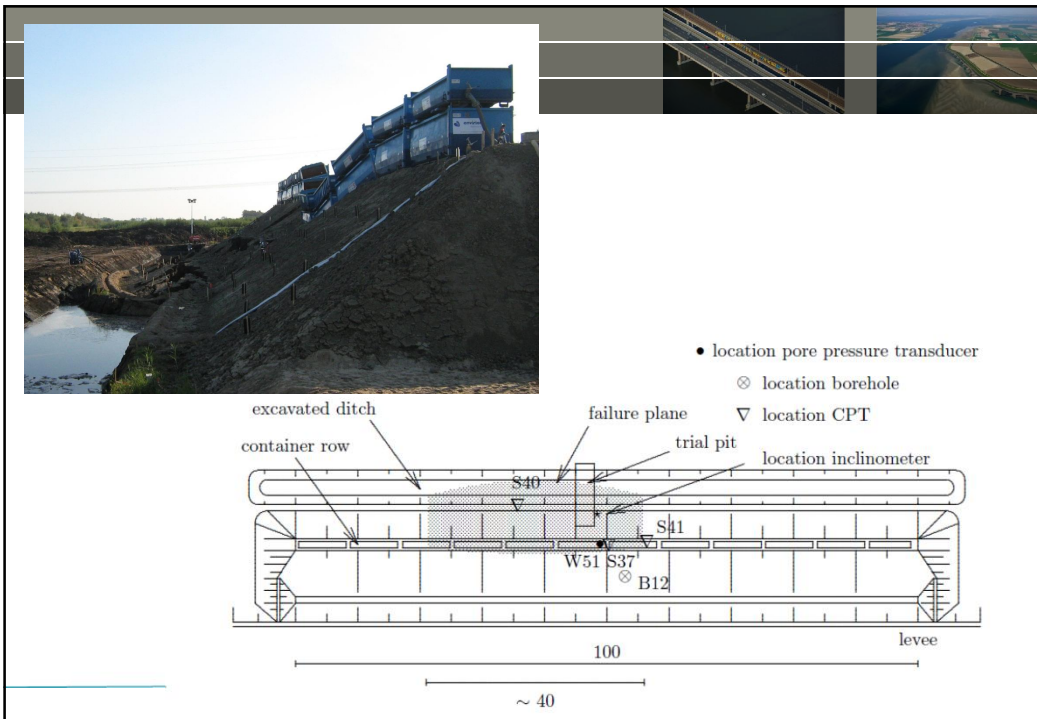 location pore pressure transducer
location borehole
location CPT
excavated ditch
failure plane
container row
trial pit
location inclinometer
S40
S41
W51 S37
B12
levee
100
~ 40